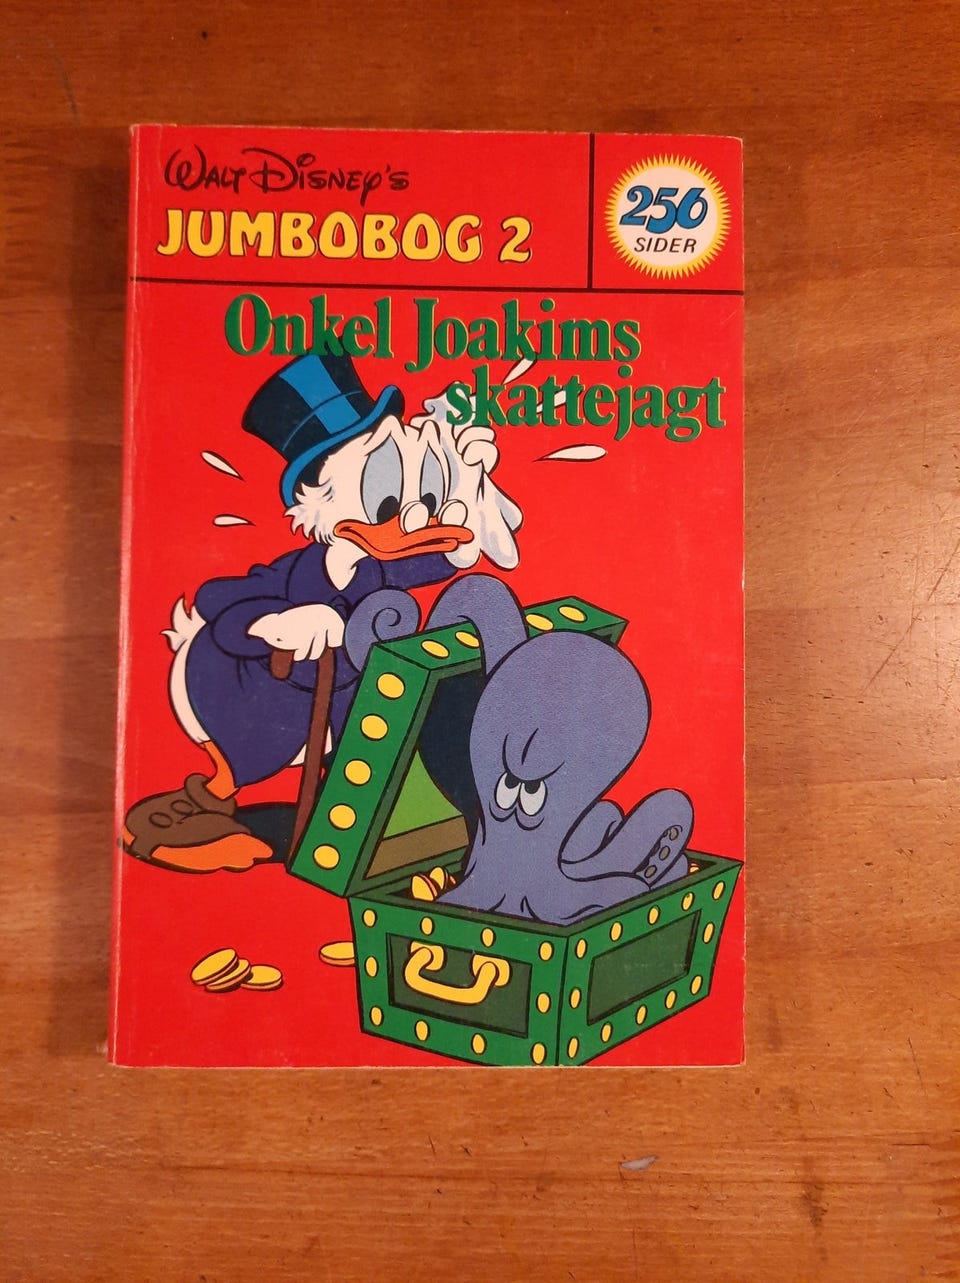 WALT DISNEY'S
JUMBOBOG 2
256
SIDER
Onkel Joakims
skattejagt